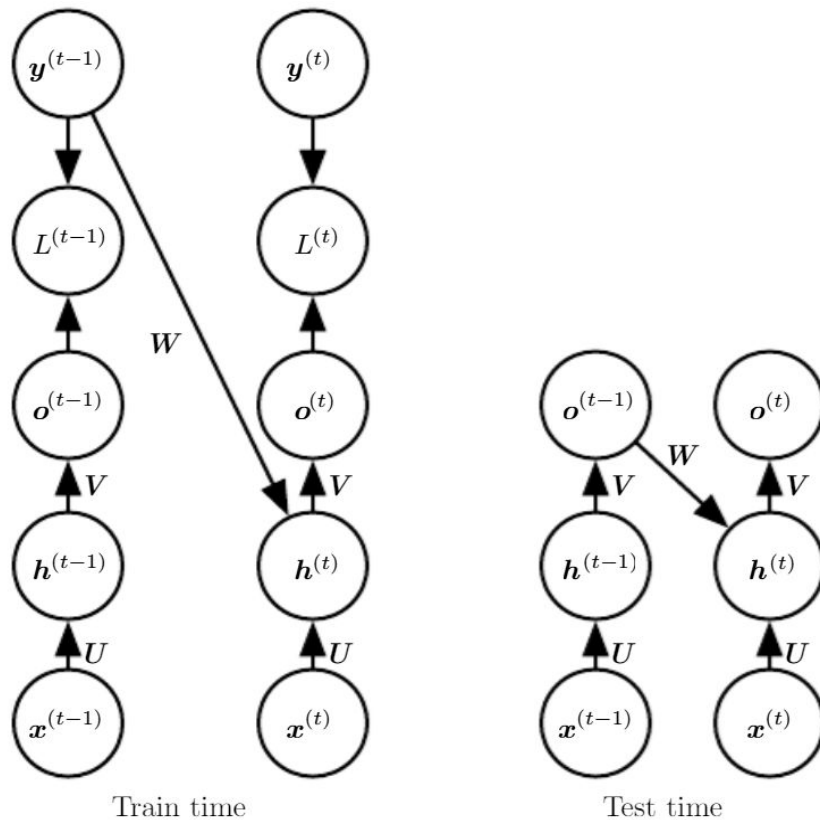 y^(t−1) y^(t)
L^(t−1) L^(t)
W
o^(t−1) o^(t) o^(t−1) o^(t)
W
V V V V
h^(t−1) h^(t) h^(t−1) h^(t)
U U U U
x^(t−1) x^(t) x^(t−1) x^(t)
Train time Test time